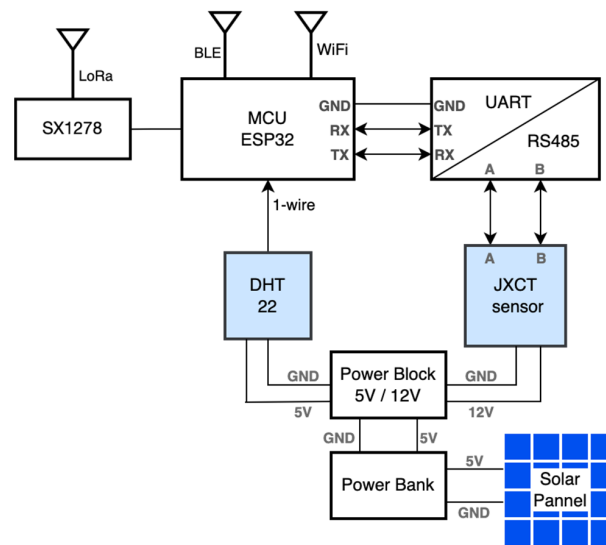 BLE
WiFi
LoRa
SX1278
MCU
ESP32
GND
RX
TX
GND
TX
RX
UART
RS485
A
B
1-wire
A
B
DHT
22
JXCT
sensor
GND
5V
Power Block
5V / 12V
GND
12V
GND
5V
Power Bank
5V
GND
Solar
Pannel